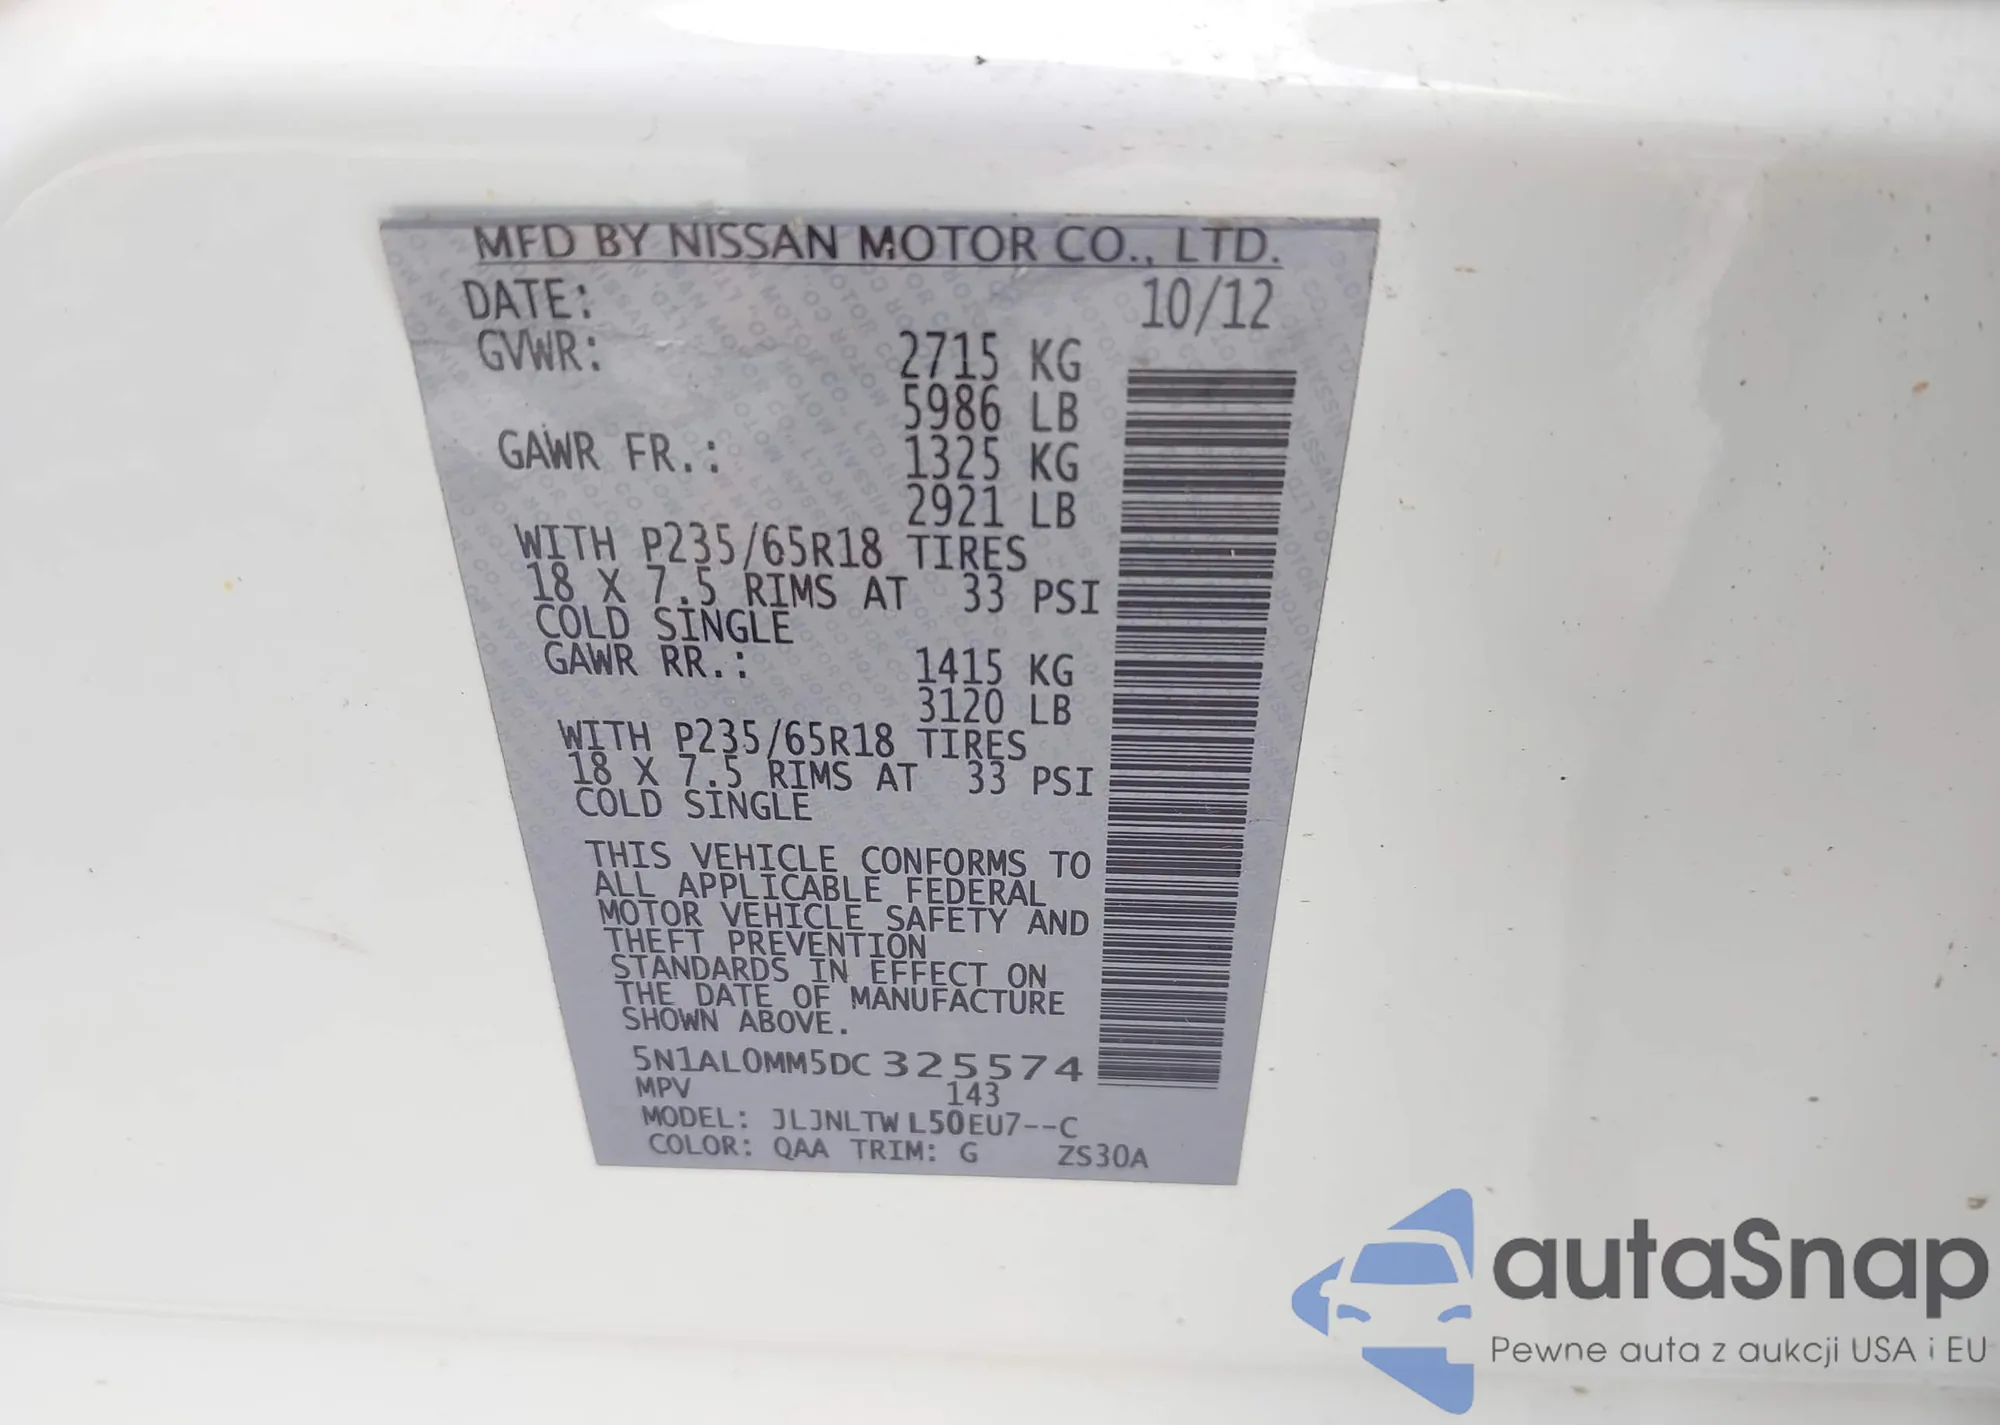 MFD BY NISSAN MOTOR CO., LTD.
DATE: 10/12
GVWR: 2715 KG
5986 LB
GAWR FR.: 1325 KG
2921 LB
WITH P235/65R18 TIRES
18 X 7.5 RIMS AT 33 PSI
COLD SINGLE
GAWR RR.: 1415 KG
3120 LB
WITH P235/65R18 TIRES
18 X 7.5 RIMS AT 33 PSI
COLD SINGLE
THIS VEHICLE CONFORMS TO
ALL APPLICABLE FEDERAL
MOTOR VEHICLE SAFETY AND
THEFT PREVENTION
STANDARDS IN EFFECT ON
THE DATE OF MANUFACTURE
SHOWN ABOVE.
5N1AL0MM5DC 325574
MPV 143
MODEL: JLJNLTW L50EU7--C
COLOR: QAA TRIM: G ZS30A
autaSnap
Pewne auta z aukcji USA i EU